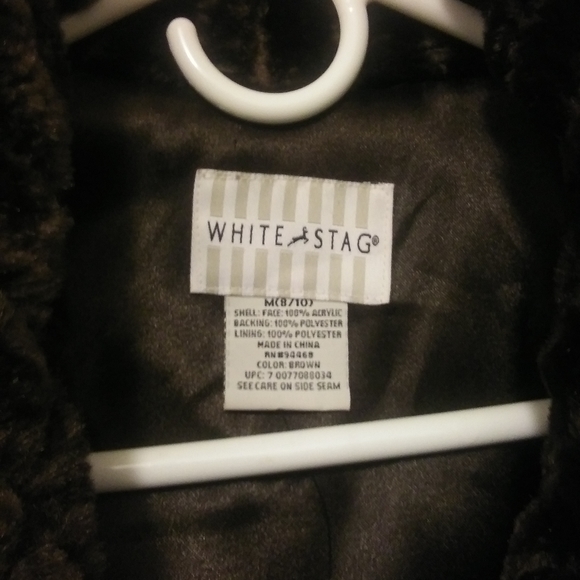 WHITE STAG®
M(8/10)
SHELL: FACE: 100% ACRYLIC
BACKING: 100% POLYESTER
LINING: 100% POLYESTER
MADE IN CHINA
RN#94469
COLOR: BROWN
UPC: 7 0077088034
SEE CARE ON SIDE SEAM